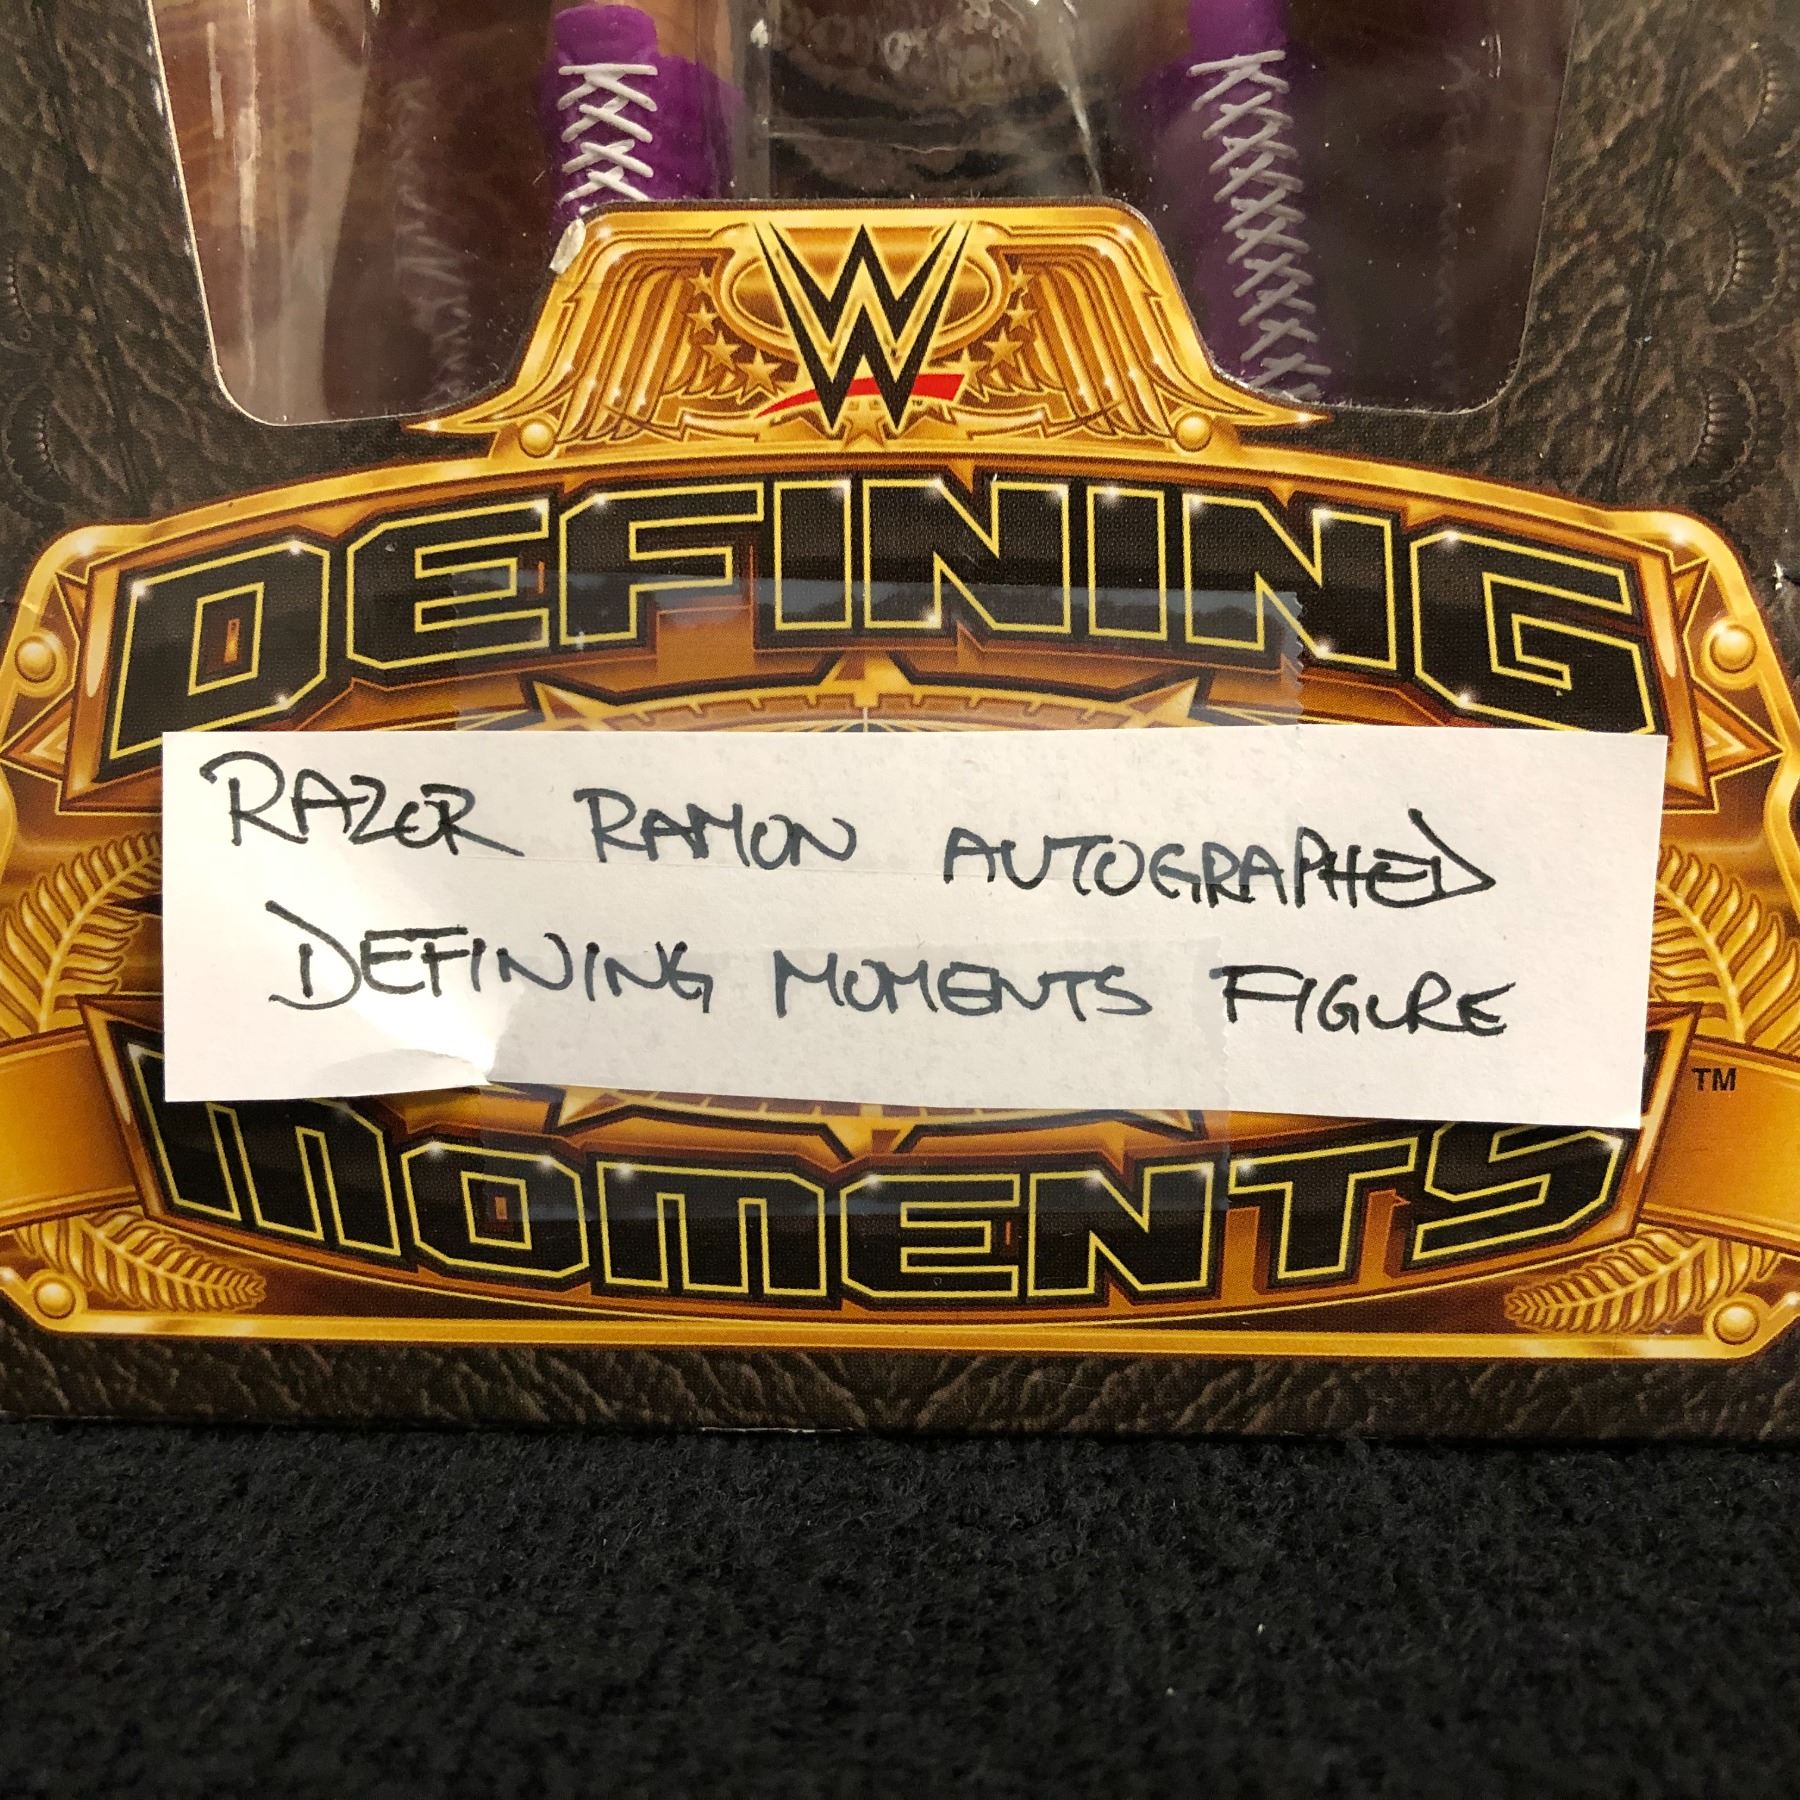 W
DEFINING
RAZOR RAMON AUTOGRAPHED
DEFINING MOMENTS FIGURE
TM
MOMENTS